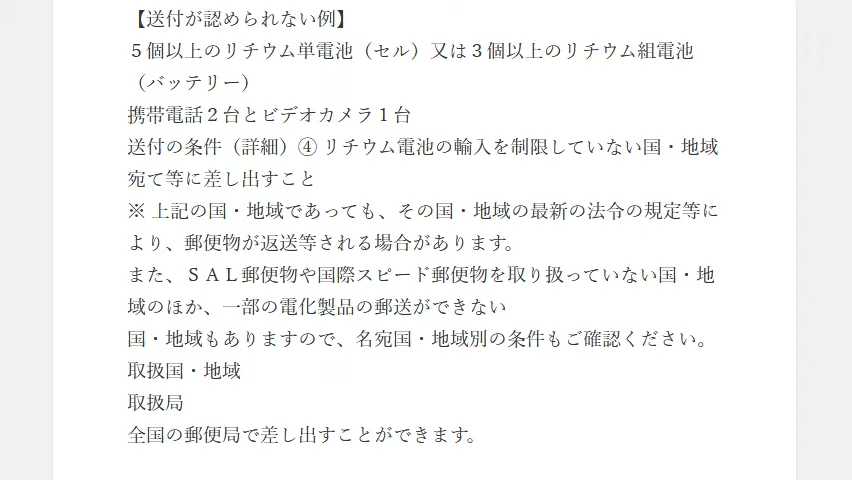 【送付が認められない例】
５個以上のリチウム単電池（セル）又は３個以上のリチウム組電池
（バッテリー）
携帯電話２台とビデオカメラ１台
送付の条件（詳細）④ リチウム電池の輸入を制限していない国・地域
宛て等に差し出すこと
※ 上記の国・地域であっても、その国・地域の最新の法令の規定等に
より、郵便物が返送等される場合があります。
また、ＳＡＬ郵便物や国際スピード郵便物を取り扱っていない国・地
域のほか、一部の電化製品の郵送ができない
国・地域もありますので、名宛国・地域別の条件もご確認ください。
取扱国・地域
取扱局
全国の郵便局で差し出すことができます。